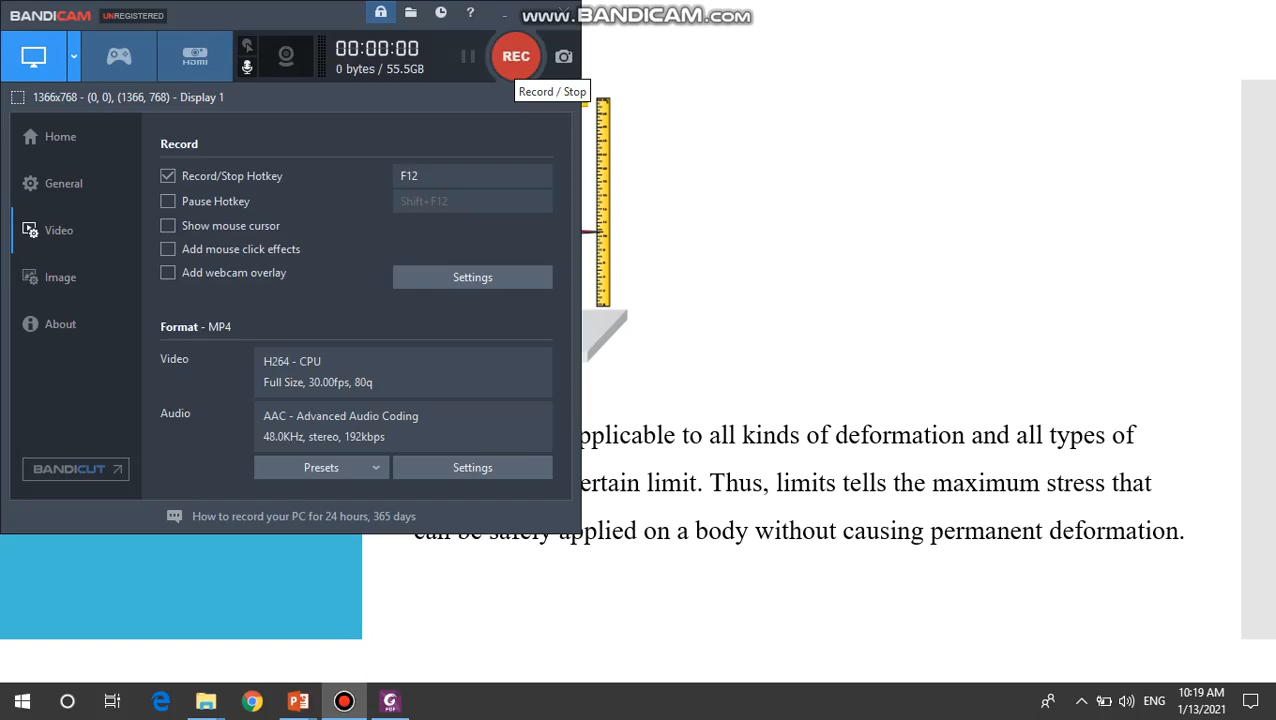 BANDICAM UNREGISTERED
www.BANDICAM.com
HDMI
00:00:00
0 bytes / 55.5GB
REC
Record / Stop
1366x768 - (0, 0), (1366, 768) - Display 1
Home
General
Video
Image
About
BANDICUT
Record
Record/Stop Hotkey F12
Pause Hotkey Shift+F12
Show mouse cursor
Add mouse click effects
Add webcam overlay
Settings
Format - MP4
Video H264 - CPU
Full Size, 30.00fps, 80q
Audio AAC - Advanced Audio Coding
48.0KHz, stereo, 192kbps
Presets Settings
How to record your PC for 24 hours, 365 days
pplicable to all kinds of deformation and all types of
ertain limit. Thus, limits tells the maximum stress that
can be safely applied on a body without causing permanent deformation.
ENG
10:19 AM
1/13/2021